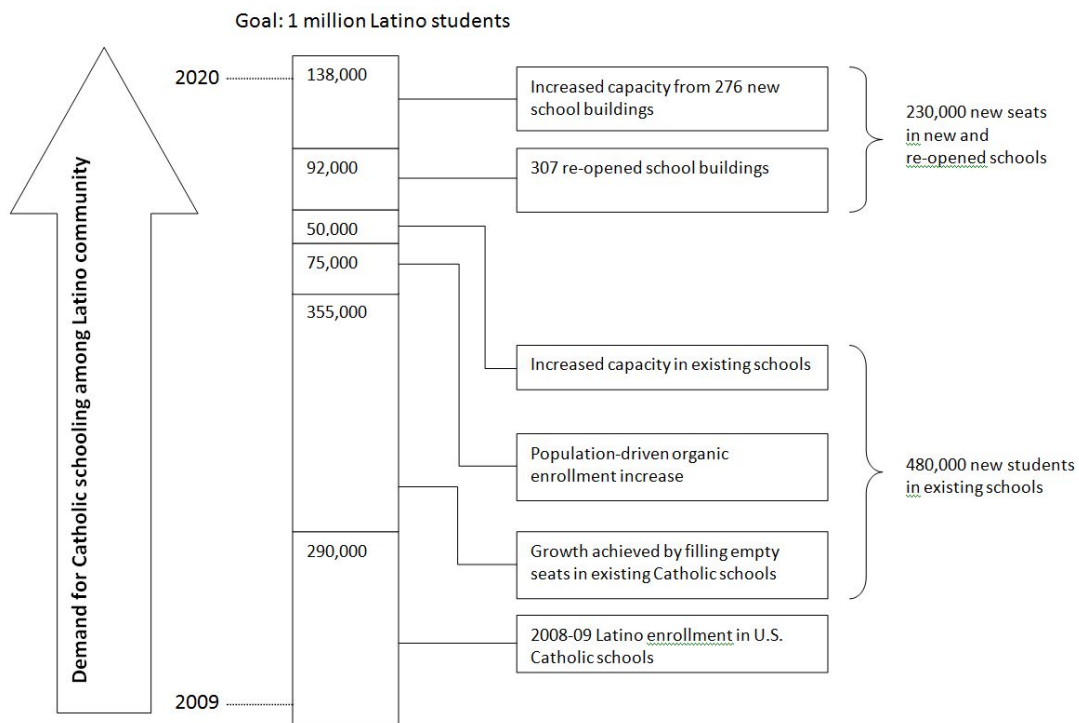 Goal: 1 million Latino students
2020
138,000
Increased capacity from 276 new
school buildings
230,000 new seats
in new and
re-opened schools
92,000
307 re-opened school buildings
50,000
75,000
355,000
Increased capacity in existing schools
Population-driven organic
enrollment increase
480,000 new students
in existing schools
290,000
Growth achieved by filling empty
seats in existing Catholic schools
2008-09 Latino enrollment in U.S.
Catholic schools
2009
Demand for Catholic schooling among Latino community